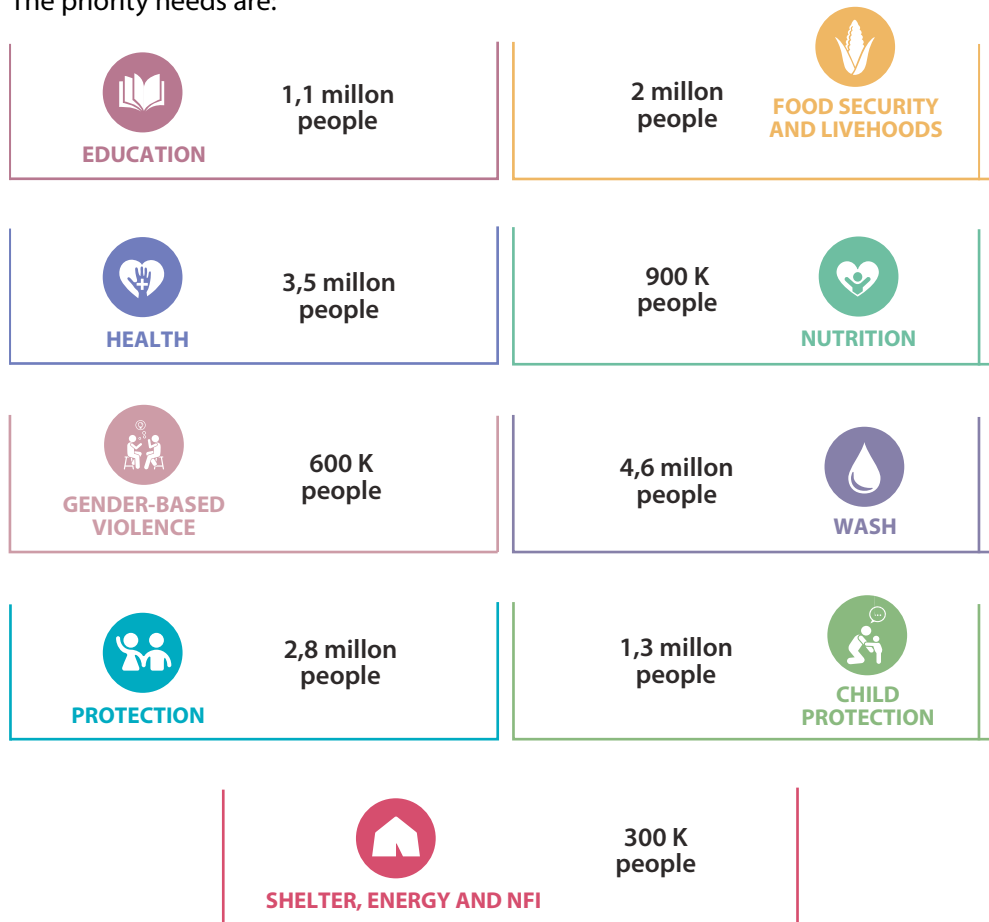 The priority needs are:
1,1 millon
people
EDUCATION
2 millon
people
FOOD SECURITY
AND LIVEHOODS
3,5 millon
people
HEALTH
900 K
people
NUTRITION
600 K
people
GENDER-BASED
VIOLENCE
4,6 millon
people
WASH
2,8 millon
people
PROTECTION
1,3 millon
people
CHILD
PROTECTION
300 K
people
SHELTER, ENERGY AND NFI